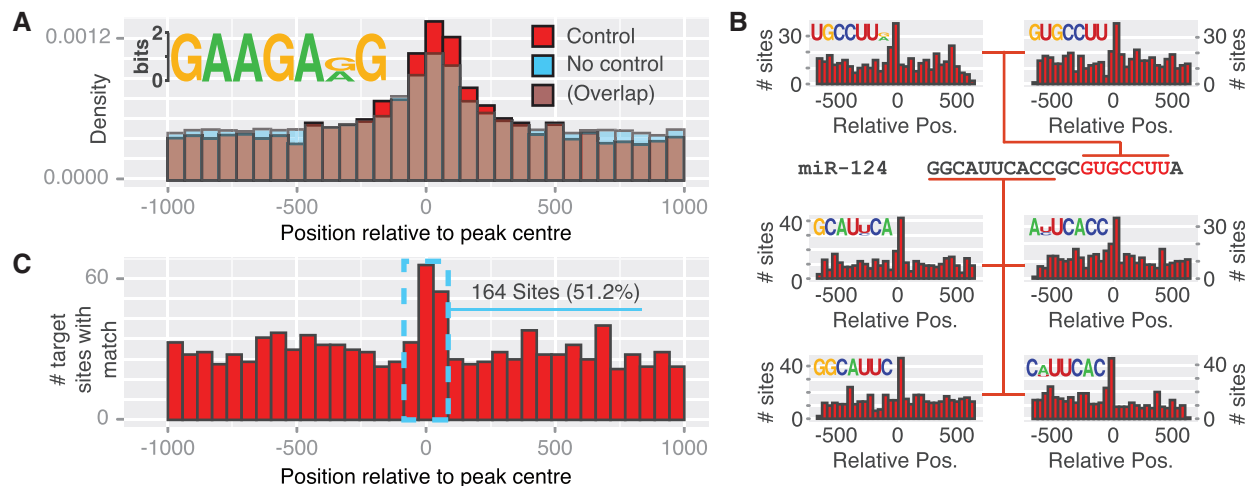 A
0.0012
0.0000
Density
bits
2
0
GAAGAGG
A
Control
No control
(Overlap)
-1000
-500
0
500
1000
Position relative to peak centre
B
# sites
30
0
UGCCUUG
A
-500
0
500
Relative Pos.
GUGCCUU
30
0
# sites
-500
0
500
Relative Pos.
miR-124
GGCAUUCACCGCGUGCCUUA
# sites
40
0
GCAUUCA
-500
0
500
Relative Pos.
AUUCACC
30
0
# sites
-500
0
500
Relative Pos.
# sites
40
0
GGCAUUC
-500
0
500
Relative Pos.
CAUUCAC
40
0
# sites
-500
0
500
Relative Pos.
C
# target
sites with
match
60
0
164 Sites (51.2%)
-1000
-500
0
500
1000
Position relative to peak centre